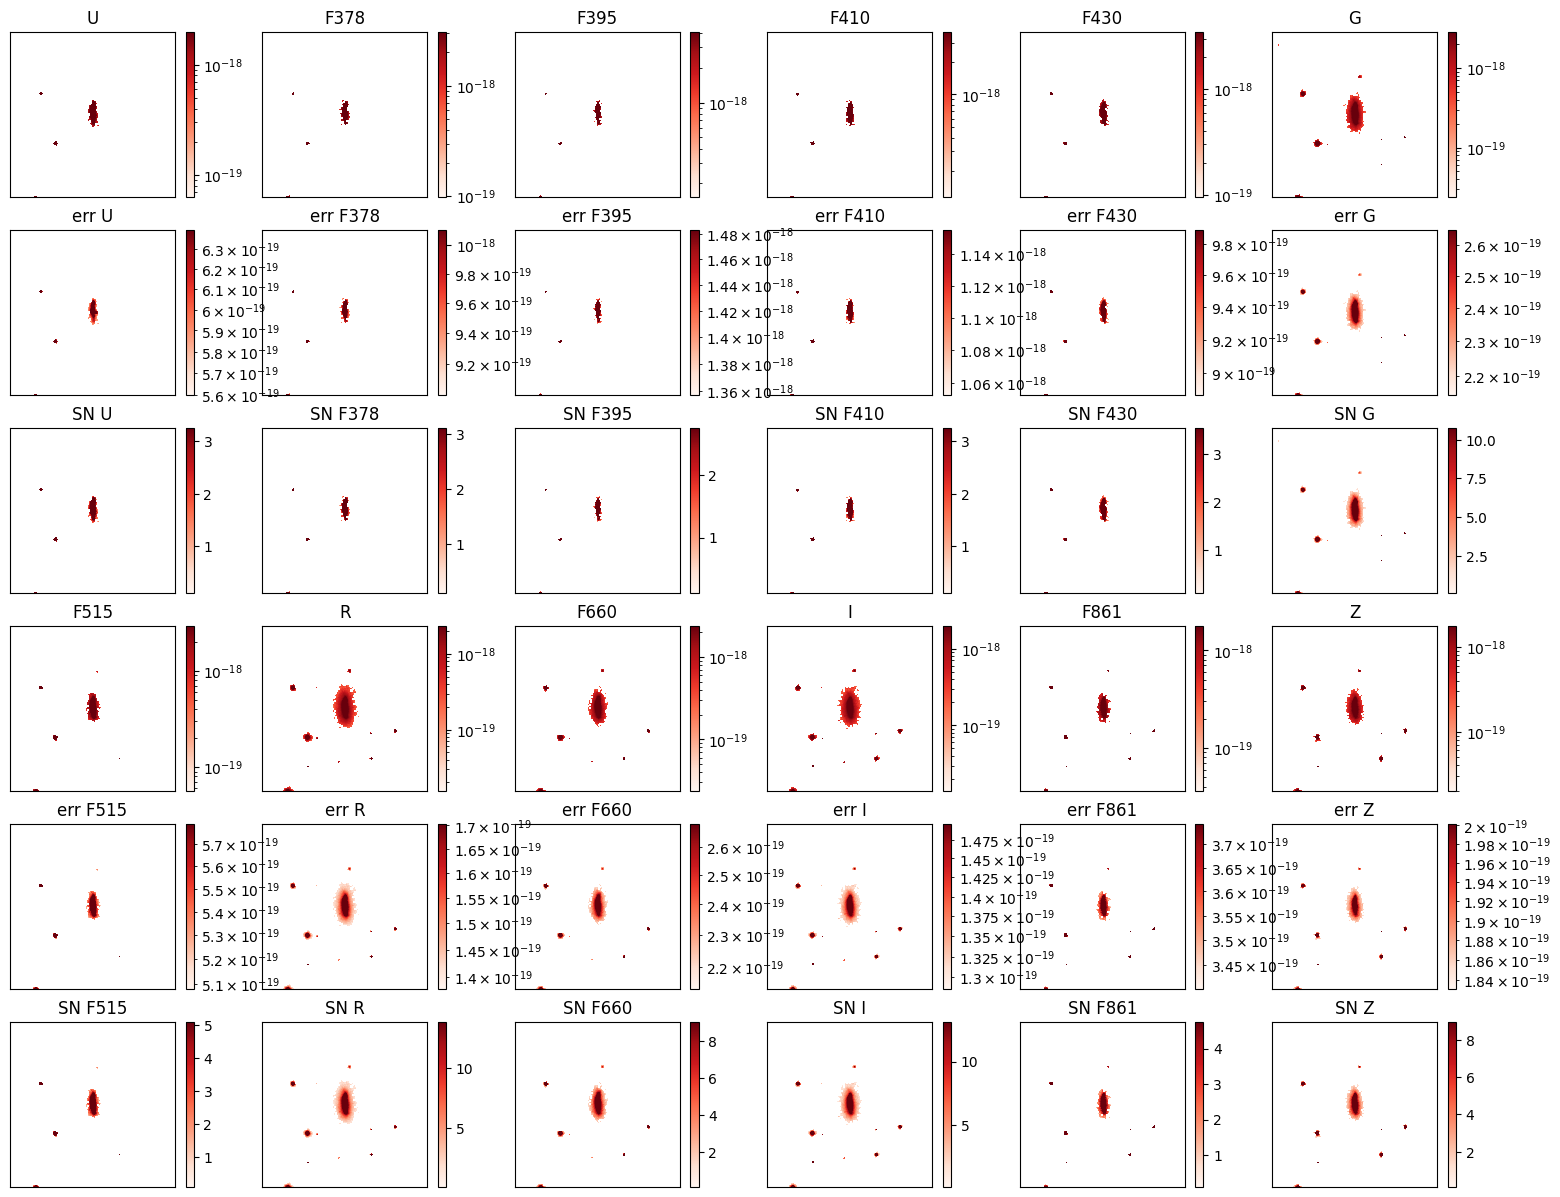 U
F378
F395
F410
F430
G
10⁻¹⁸
10⁻¹⁹
10⁻¹⁸
10⁻¹⁹
10⁻¹⁸
10⁻¹⁸
10⁻¹⁸
10⁻¹⁹
10⁻¹⁸
10⁻¹⁹
err U
err F378
err F395
err F410
err F430
err G
6.3 × 10⁻¹⁹
6.2 × 10⁻¹⁹
6.1 × 10⁻¹⁹
6 × 10⁻¹⁹
5.9 × 10⁻¹⁹
5.8 × 10⁻¹⁹
5.7 × 10⁻¹⁹
5.6 × 10⁻¹⁹
10⁻¹⁸
9.8 × 10⁻¹⁹
9.6 × 10⁻¹⁹
9.4 × 10⁻¹⁹
9.2 × 10⁻¹⁹
1.48 × 10⁻¹⁸
1.46 × 10⁻¹⁸
1.44 × 10⁻¹⁸
1.42 × 10⁻¹⁸
1.4 × 10⁻¹⁸
1.38 × 10⁻¹⁸
1.36 × 10⁻¹⁸
1.14 × 10⁻¹⁸
1.12 × 10⁻¹⁸
1.1 × 10⁻¹⁸
1.08 × 10⁻¹⁸
1.06 × 10⁻¹⁸
9.8 × 10⁻¹⁹
9.6 × 10⁻¹⁹
9.4 × 10⁻¹⁹
9.2 × 10⁻¹⁹
9 × 10⁻¹⁹
2.6 × 10⁻¹⁹
2.5 × 10⁻¹⁹
2.4 × 10⁻¹⁹
2.3 × 10⁻¹⁹
2.2 × 10⁻¹⁹
SN U
SN F378
SN F395
SN F410
SN F430
SN G
3
2
1
3
2
1
2
1
3
2
1
3
2
1
10.0
7.5
5.0
2.5
F515
R
F660
I
F861
Z
10⁻¹⁸
10⁻¹⁹
10⁻¹⁸
10⁻¹⁹
10⁻¹⁸
10⁻¹⁹
10⁻¹⁸
10⁻¹⁹
10⁻¹⁸
10⁻¹⁹
10⁻¹⁸
10⁻¹⁹
err F515
err R
err F660
err I
err F861
err Z
5.7 × 10⁻¹⁹
5.6 × 10⁻¹⁹
5.5 × 10⁻¹⁹
5.4 × 10⁻¹⁹
5.3 × 10⁻¹⁹
5.2 × 10⁻¹⁹
5.1 × 10⁻¹⁹
1.7 × 10⁻¹⁹
1.65 × 10⁻¹⁹
1.6 × 10⁻¹⁹
1.55 × 10⁻¹⁹
1.5 × 10⁻¹⁹
1.45 × 10⁻¹⁹
1.4 × 10⁻¹⁹
2.6 × 10⁻¹⁹
2.5 × 10⁻¹⁹
2.4 × 10⁻¹⁹
2.3 × 10⁻¹⁹
2.2 × 10⁻¹⁹
1.475 × 10⁻¹⁹
1.45 × 10⁻¹⁹
1.425 × 10⁻¹⁹
1.4 × 10⁻¹⁹
1.375 × 10⁻¹⁹
1.35 × 10⁻¹⁹
1.325 × 10⁻¹⁹
1.3 × 10⁻¹⁹
3.7 × 10⁻¹⁹
3.65 × 10⁻¹⁹
3.6 × 10⁻¹⁹
3.55 × 10⁻¹⁹
3.5 × 10⁻¹⁹
3.45 × 10⁻¹⁹
2 × 10⁻¹⁹
1.98 × 10⁻¹⁹
1.96 × 10⁻¹⁹
1.94 × 10⁻¹⁹
1.92 × 10⁻¹⁹
1.9 × 10⁻¹⁹
1.88 × 10⁻¹⁹
1.86 × 10⁻¹⁹
1.84 × 10⁻¹⁹
SN F515
SN R
SN F660
SN I
SN F861
SN Z
5
4
3
2
1
10
5
8
6
4
2
10
5
4
3
2
1
8
6
4
2